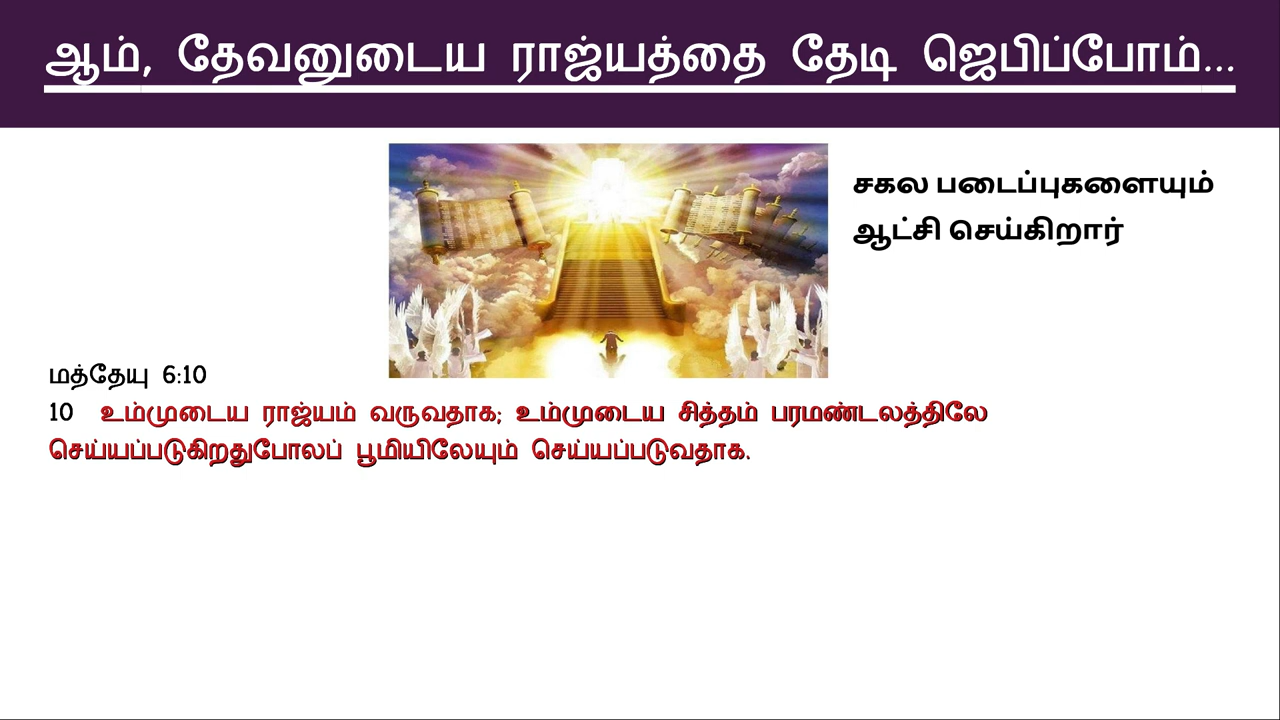 ஆம், தேவனுடைய ராஜ்யத்தை தேடி ஜெபிப்போம்...
சகல படைப்புகளையும்
ஆட்சி செய்கிறார்
மத்தேயு 6:10
10 உம்முடைய ராஜ்யம் வருவதாக; உம்முடைய சித்தம் பரமண்டலத்திலே
செய்யப்படுகிறதுபோலப் பூமியிலேயும் செய்யப்படுவதாக.